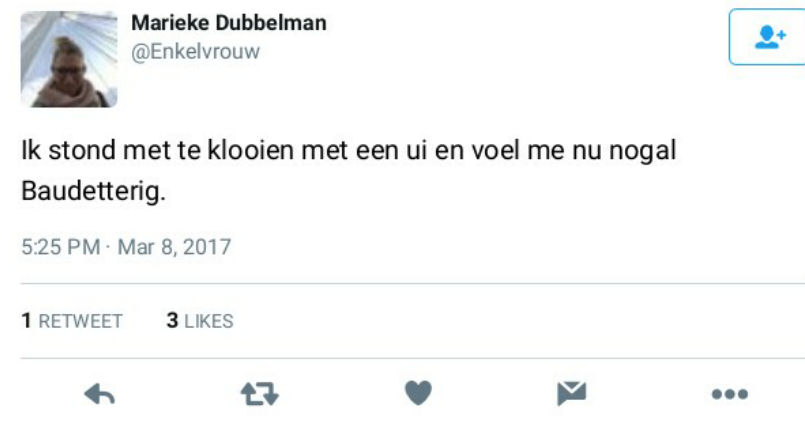 Marieke Dubbelman
@Enkelvrouw
Ik stond met te klooien met een ui en voel me nu nogal
Baudetterig.
5:25 PM · Mar 8, 2017
1 RETWEET 3 LIKES